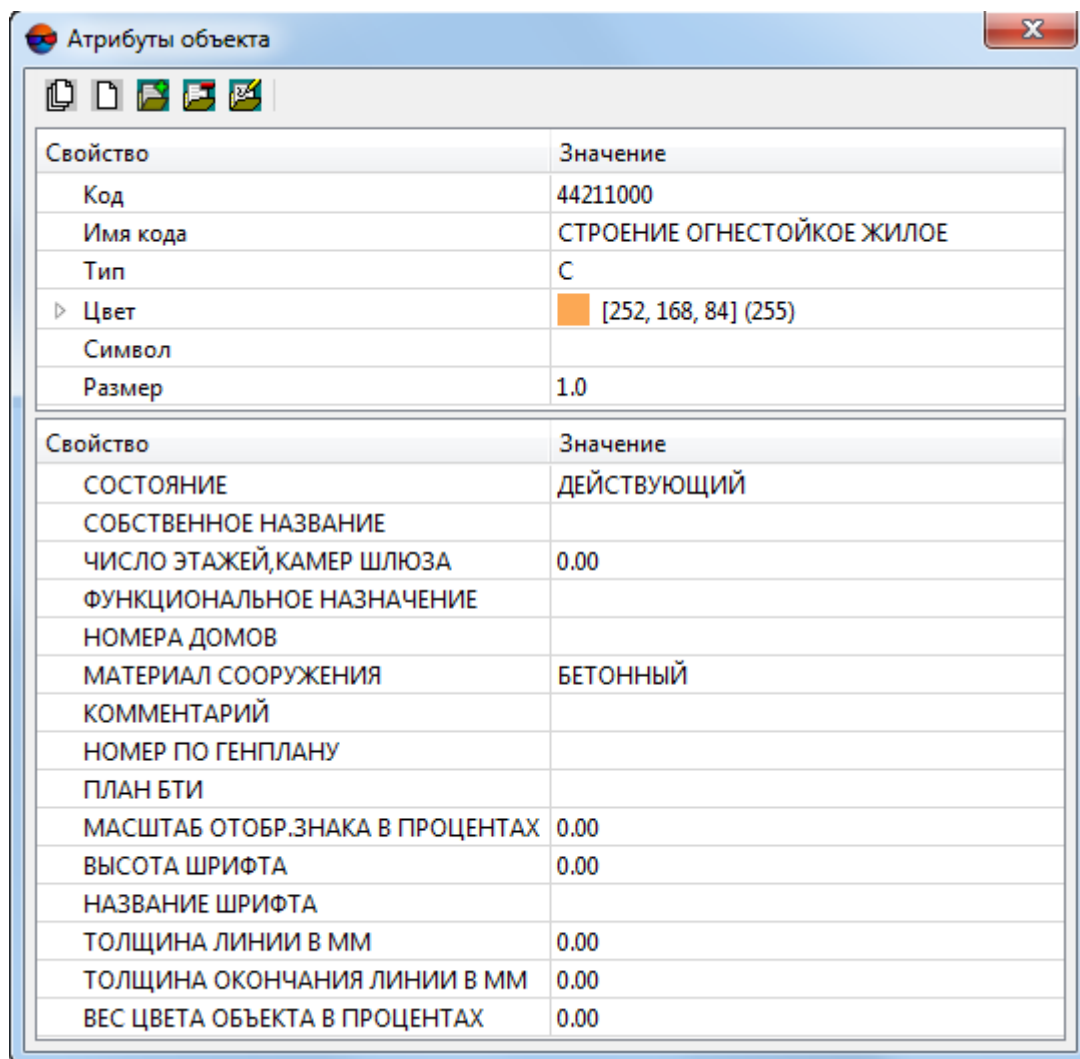 Атрибуты объекта
Свойство Значение
Код 44211000
Имя кода СТРОЕНИЕ ОГНЕСТОЙКОЕ ЖИЛОЕ
Тип С
Цвет [252, 168, 84] (255)
Символ
Размер 1.0
Свойство Значение
СОСТОЯНИЕ ДЕЙСТВУЮЩИЙ
СОБСТВЕННОЕ НАЗВАНИЕ
ЧИСЛО ЭТАЖЕЙ,КАМЕР ШЛЮЗА 0.00
ФУНКЦИОНАЛЬНОЕ НАЗНАЧЕНИЕ
НОМЕРА ДОМОВ
МАТЕРИАЛ СООРУЖЕНИЯ БЕТОННЫЙ
КОММЕНТАРИЙ
НОМЕР ПО ГЕНПЛАНУ
ПЛАН БТИ
МАСШТАБ ОТОБР.ЗНАКА В ПРОЦЕНТАХ 0.00
ВЫСОТА ШРИФТА 0.00
НАЗВАНИЕ ШРИФТА
ТОЛЩИНА ЛИНИИ В ММ 0.00
ТОЛЩИНА ОКОНЧАНИЯ ЛИНИИ В ММ 0.00
ВЕС ЦВЕТА ОБЪЕКТА В ПРОЦЕНТАХ 0.00